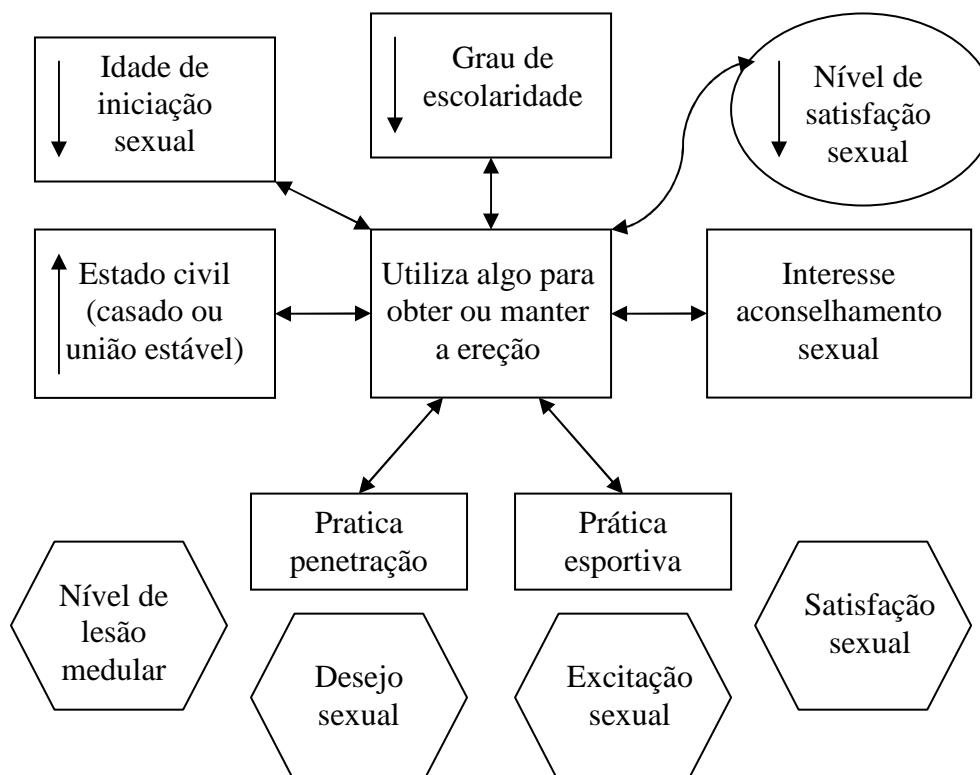 Idade de
iniciação
sexual
Grau de
escolaridade
Nível de
satisfação
sexual
Estado civil
(casado ou
união estável)
Utiliza algo para
obter ou manter
a ereção
Interesse
aconselhamento
sexual
Pratica
penetração
Prática
esportiva
Nível de
lesão
medular
Desejo
sexual
Excitação
sexual
Satisfação
sexual